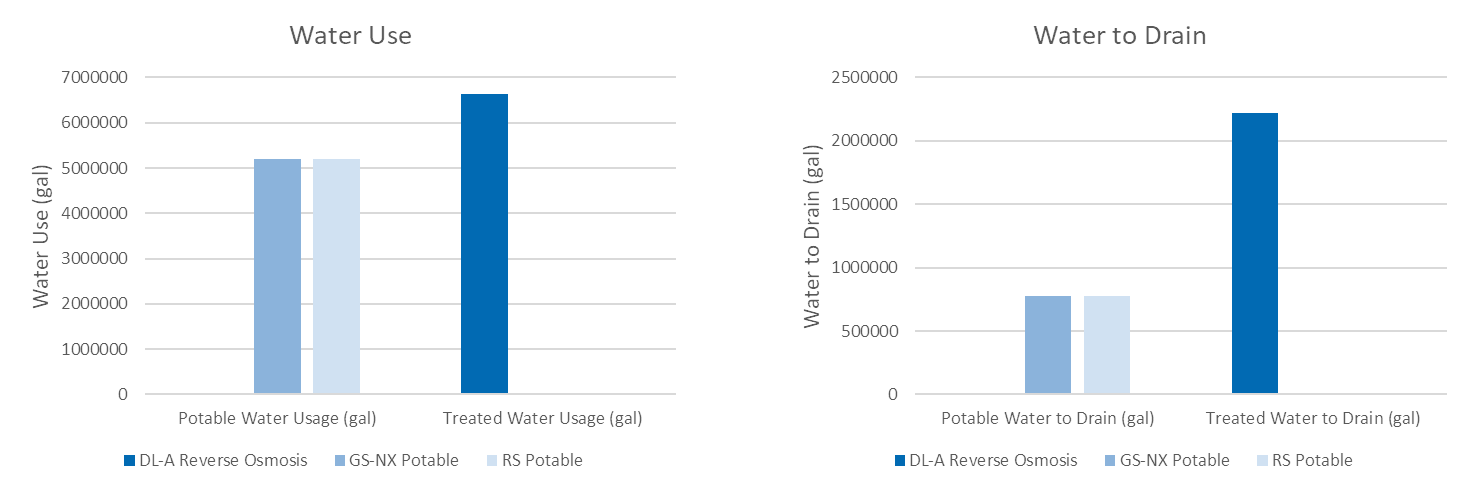 Water Use
Water Use (gal)
7000000
6000000
5000000
4000000
3000000
2000000
1000000
0
Potable Water Usage (gal)
Treated Water Usage (gal)
DL-A Reverse Osmosis
GS-NX Potable
RS Potable
Water to Drain
Water to Drain (gal)
2500000
2000000
1500000
1000000
500000
0
Potable Water to Drain (gal)
Treated Water to Drain (gal)
DL-A Reverse Osmosis
GS-NX Potable
RS Potable